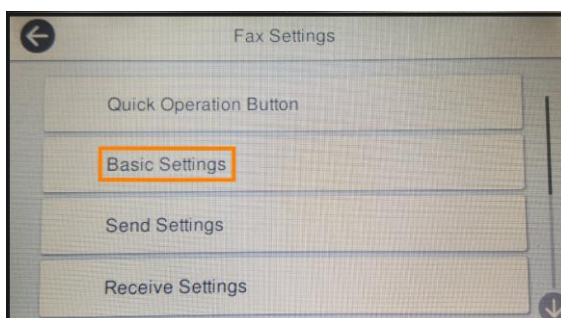 Fax Settings
Quick Operation Button
Basic Settings
Send Settings
Receive Settings